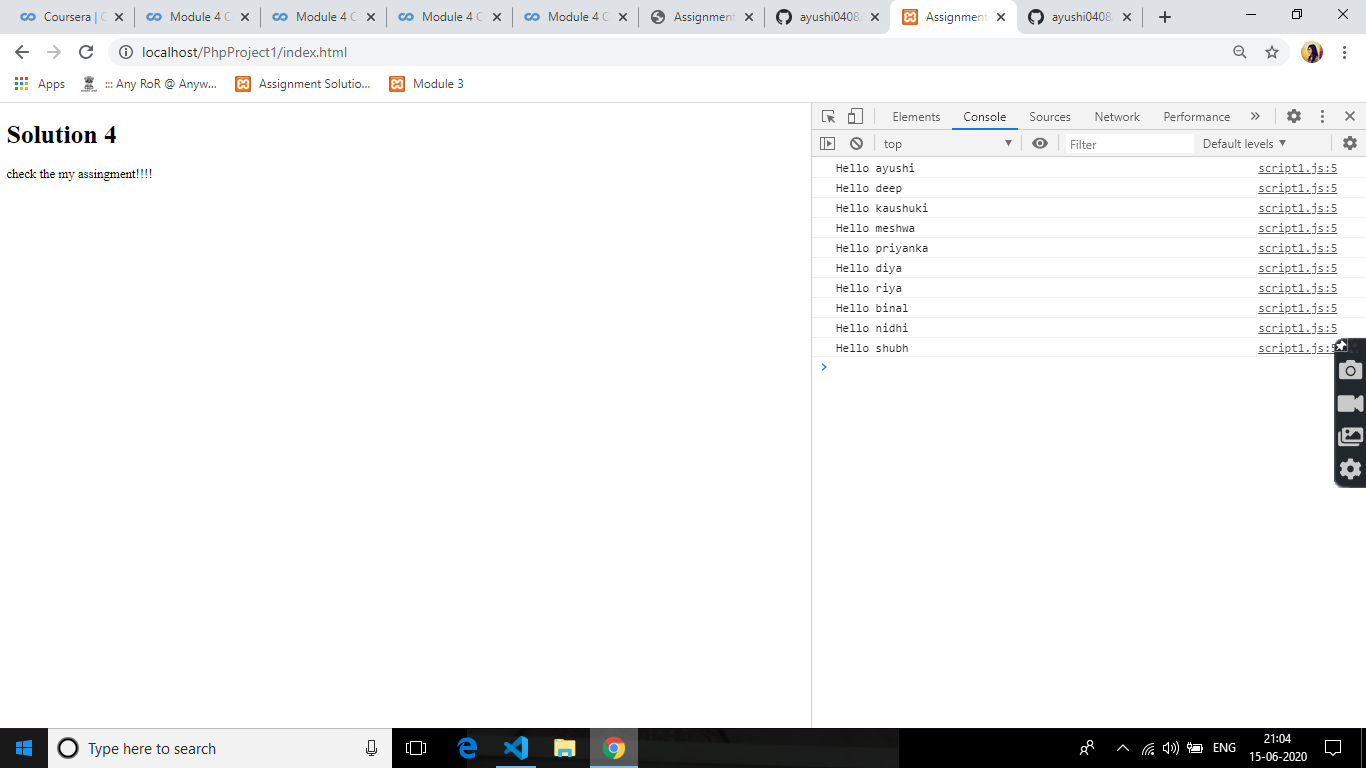 Coursera | C
Module 4 C
Module 4 C
Module 4 C
Module 4 C
Assignment
ayushi0408
Assignment
ayushi0408
localhost/PhpProject1/index.html
Apps
::: Any RoR @ Anyw...
Assignment Solutio...
Module 3
Solution 4
check the my assingment!!!!
Elements Console Sources Network Performance »
top
Filter
Default levels
Hello ayushi script1.js:5
Hello deep script1.js:5
Hello kaushuki script1.js:5
Hello meshwa script1.js:5
Hello priyanka script1.js:5
Hello diya script1.js:5
Hello riya script1.js:5
Hello binal script1.js:5
Hello nidhi script1.js:5
Hello shubh script1.js:5
Type here to search
ENG
21:04
15-06-2020